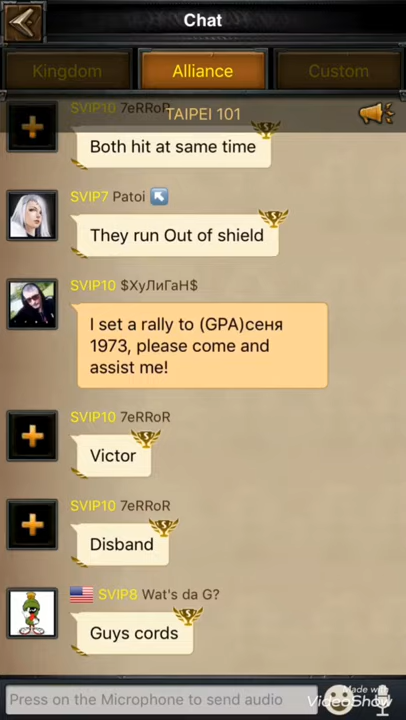 Chat
Kingdom
Alliance
Custom
SVIP10 7eRRoR
TAIPEI 101
Both hit at same time
SVIP7 Patoi
They run Out of shield
SVIP10 $ХуЛиГаН$
I set a rally to (GPA)сеня
1973, please come and
assist me!
SVIP10 7eRRoR
Victor
SVIP10 7eRRoR
Disband
SVIP8 Wat's da G?
Guys cords
Press on the Microphone to send audio
Made with
VideoShow